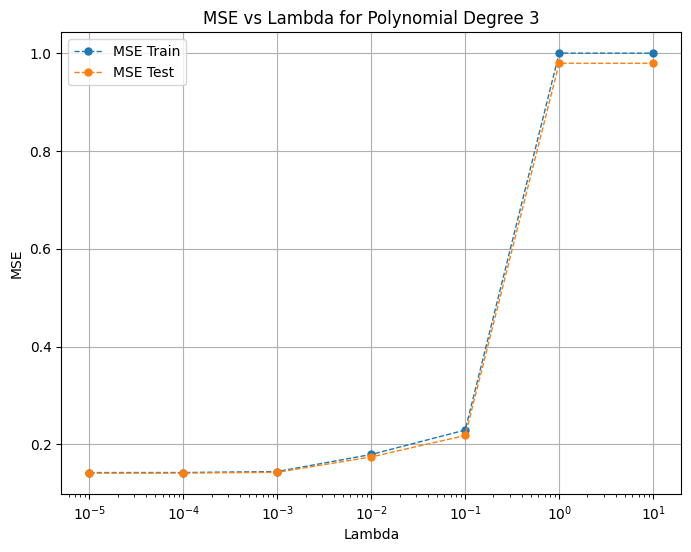 MSE vs Lambda for Polynomial Degree 3
MSE Train
MSE Test
1.0
0.8
0.6
0.4
0.2
MSE
10⁻⁵
10⁻⁴
10⁻³
10⁻²
10⁻¹
10⁰
10¹
Lambda